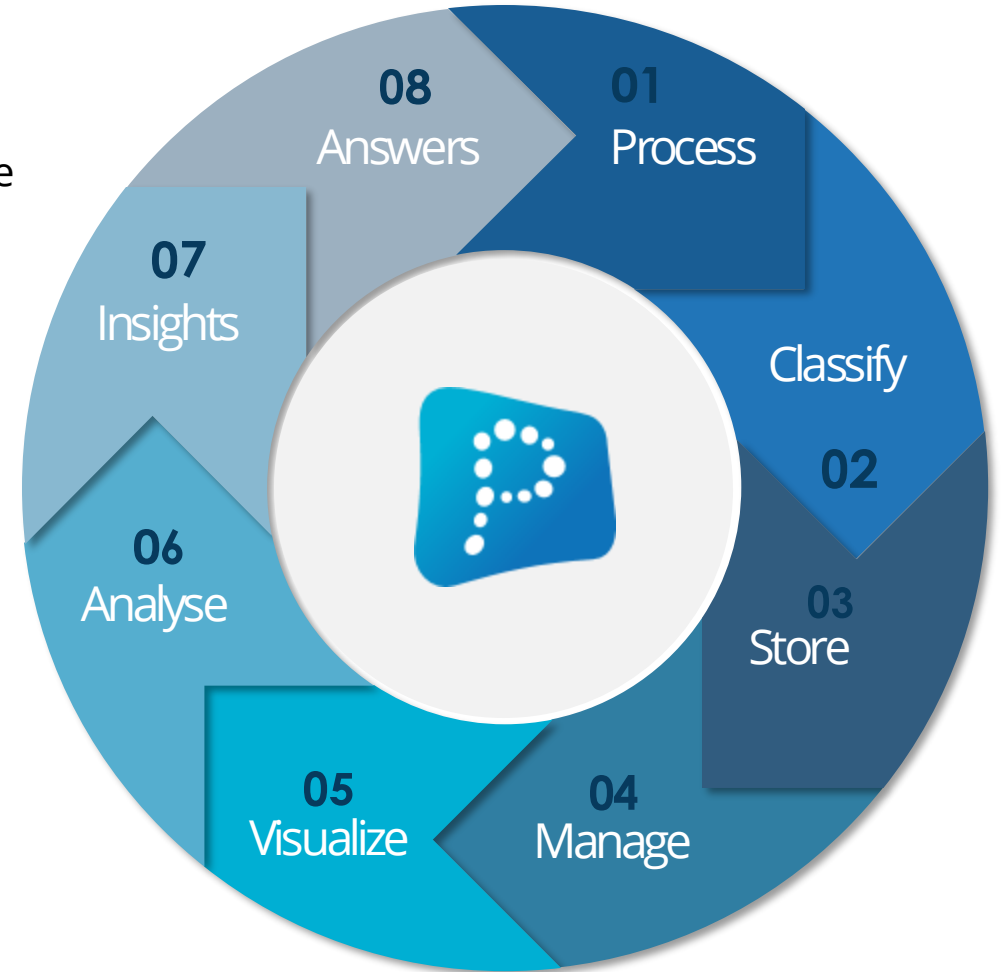 e
01
Process
Classify
02
03
Store
04
Manage
05
Visualize
06
Analyse
07
Insights
08
Answers
P